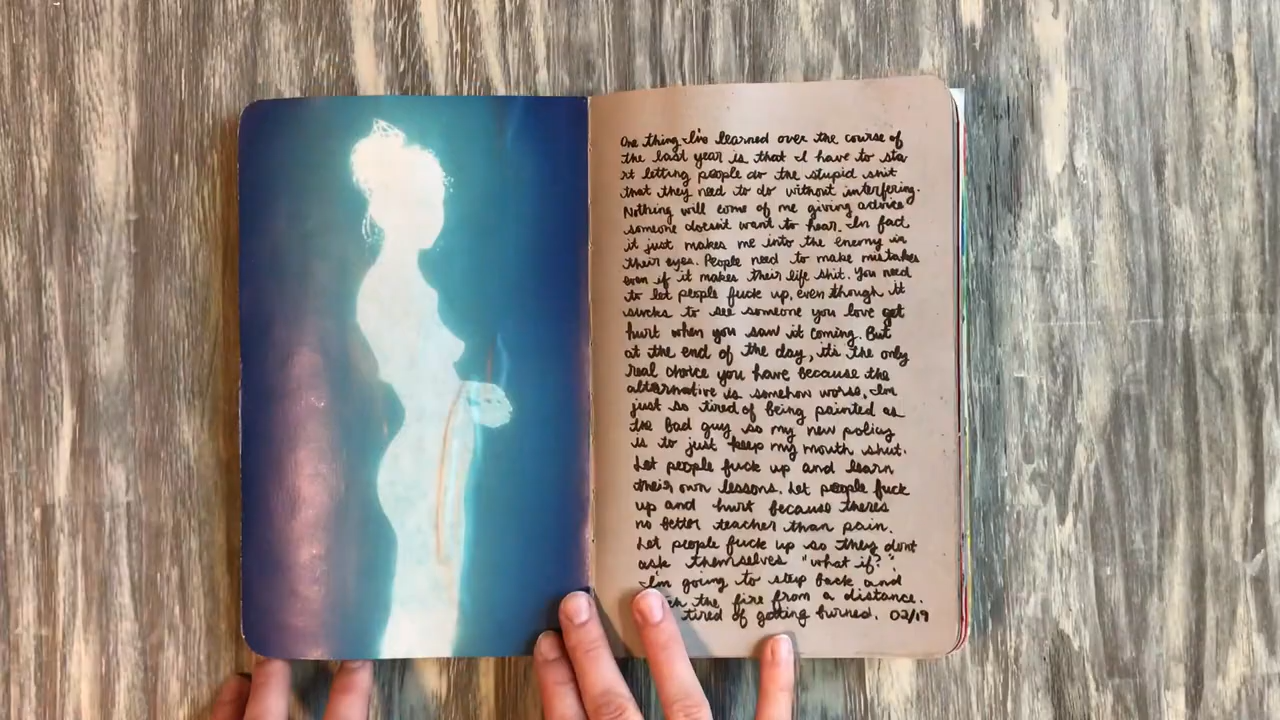 One thing I've learned over the course of
the last year is that I have to sta
rt letting people do the stupid shit
that they need to do without interfering.
Nothing will come of me giving advice
someone doesn't want to hear. In fact
it just makes me into the enemy in
their eyes. People need to make mistakes
even if it makes their life shit. You need
to let people fuck up, even though it
sucks to see someone you love get
hurt when you saw it coming. But
at the end of the day, it's the only
real choice you have because the
alternative is somehow worse. I'm
just so tired of being painted as
the bad guy so my new policy
is to just keep my mouth shut.
Let people fuck up and learn
their own lessons. Let people fuck
up and hurt because theres
no better teacher than pain.
Let people fuck up so they dont
ask themselves "what if?".
I'm going to step back and
the fire from a distance.
tired of getting burned. 02/19